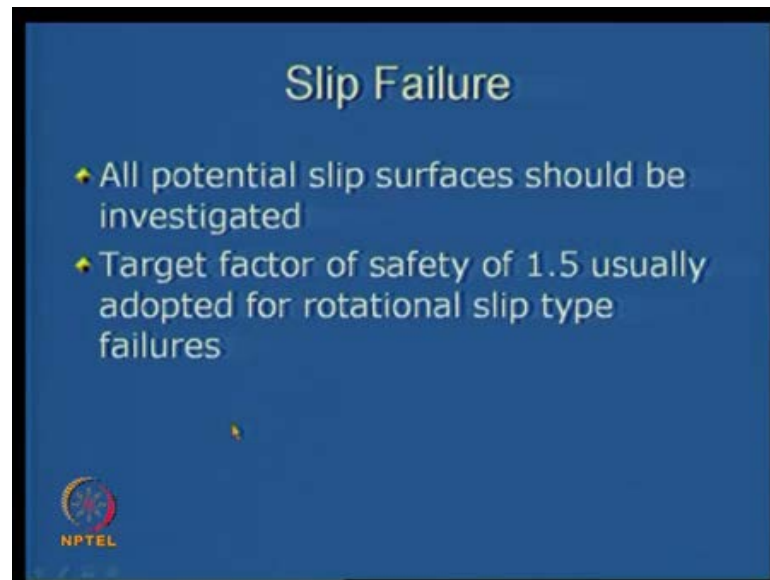 Slip Failure
All potential slip surfaces should be
investigated
Target factor of safety of 1.5 usually
adopted for rotational slip type
failures
NPTEL